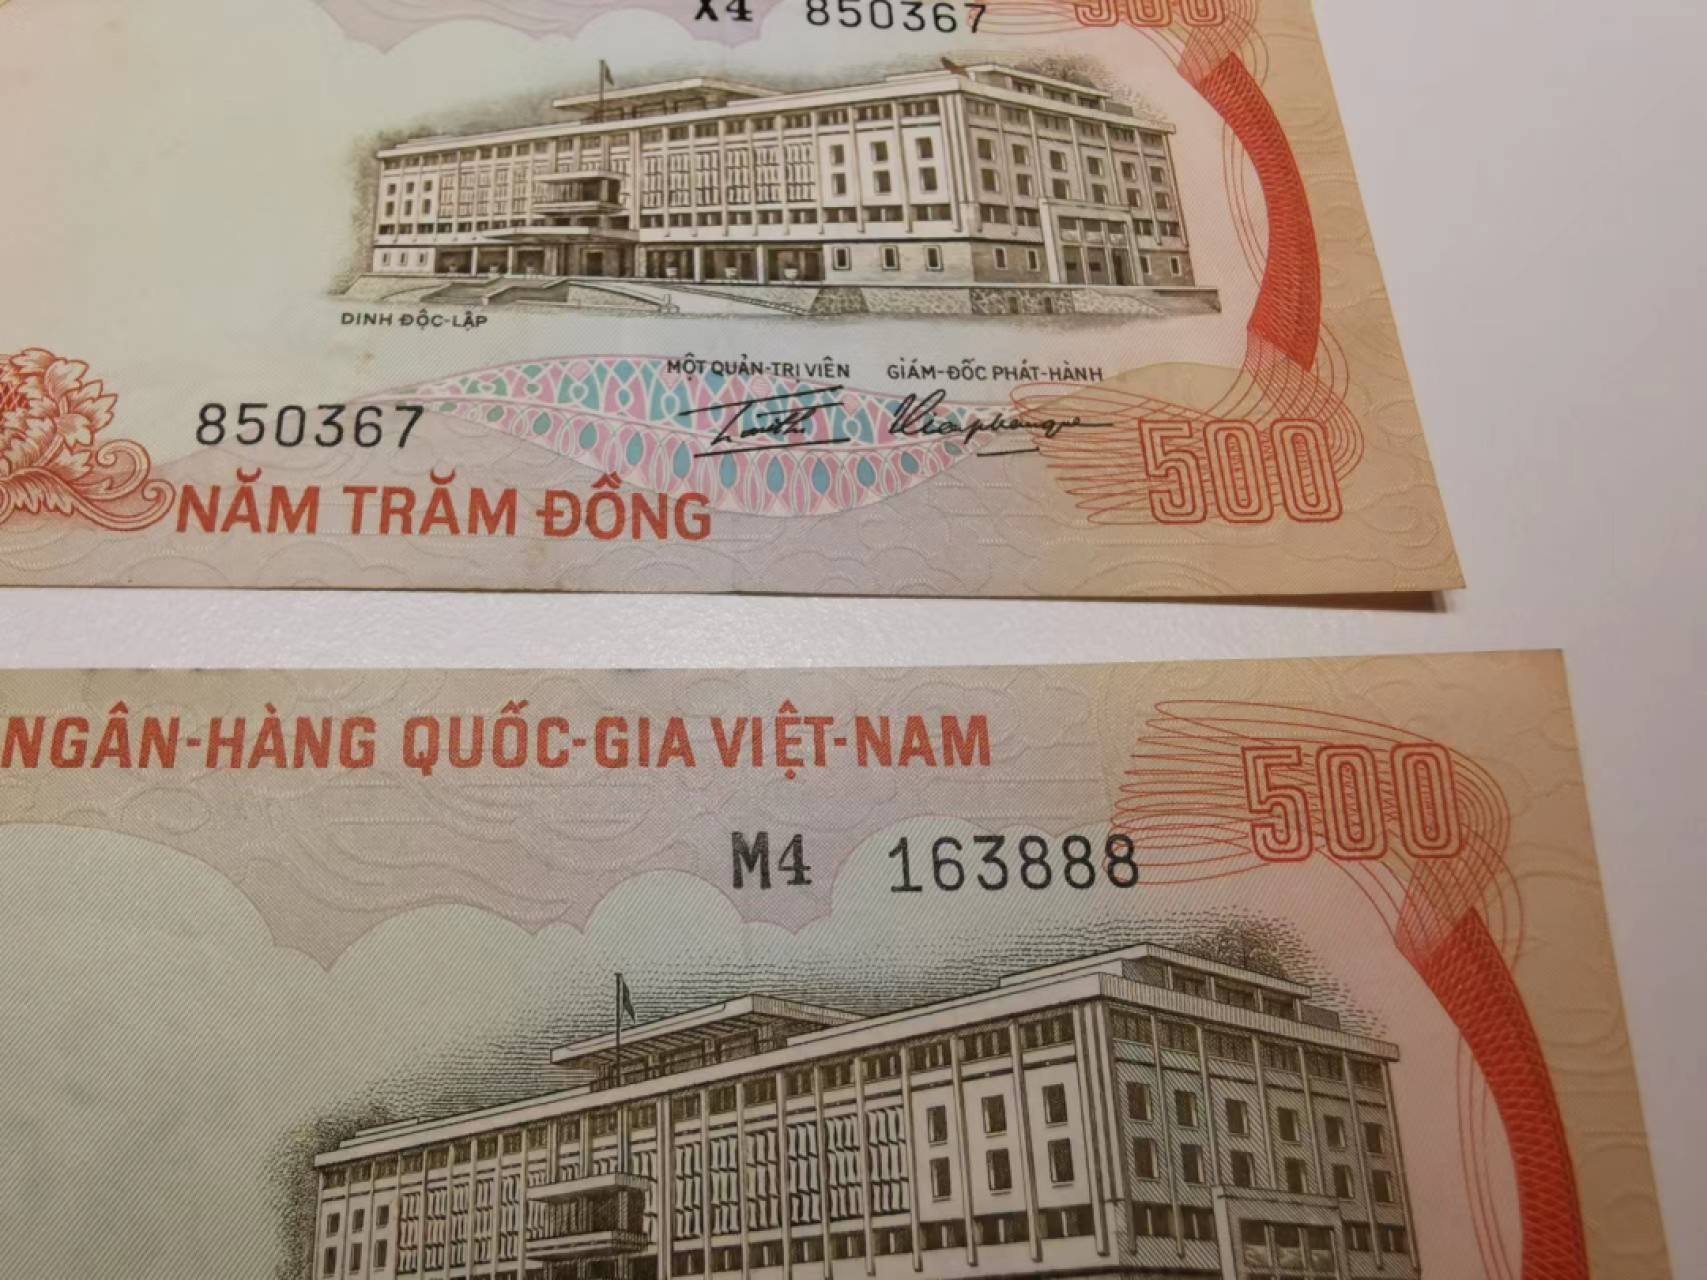 X4 850367 500
DINH ĐỘC-LẬP
MỘT QUẢN-TRỊ VIÊN GIÁM-ĐỐC PHÁT-HÀNH
850367
500
NĂM TRĂM ĐỒNG
NGÂN-HÀNG QUỐC-GIA VIỆT-NAM
500
M4 163888